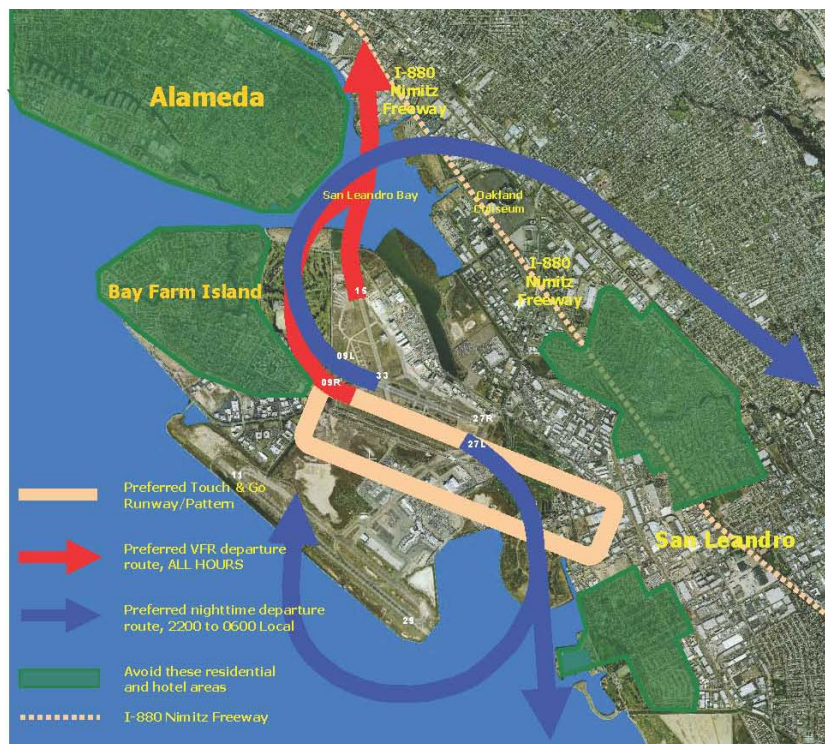 I-880
Nimitz
Freeway
Alameda
San Leandro Bay
Oakland
Coliseum
I-880
Nimitz
Freeway
Bay Farm Island
15
09L
33
09R
27R
27L
11
29
San Leandro
Preferred Touch & Go
Runway/Pattern
Preferred VFR departure
route, ALL HOURS
Preferred nighttime departure
route, 2200 to 0600 Local
Avoid these residential
and hotel areas
I-880 Nimitz Freeway